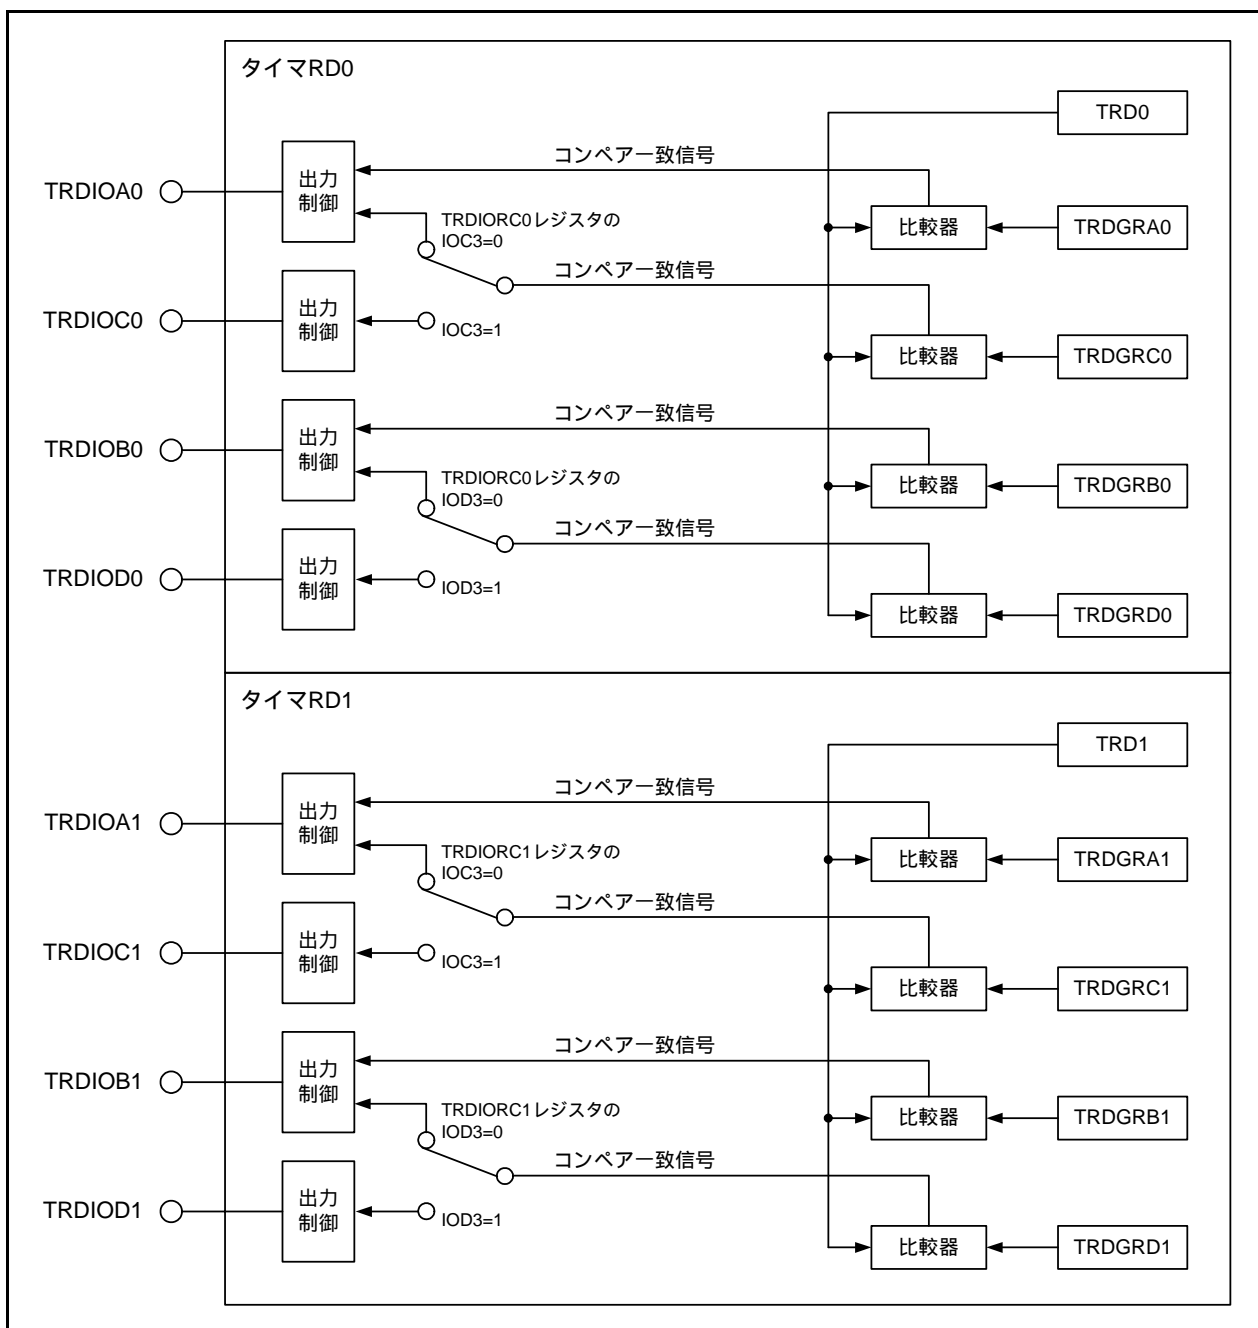 タイマRD0
TRD0
コンペア一致信号
TRDIOA0
出力
制御
TRDIORC0レジスタの
IOC3=0
比較器
TRDGRA0
コンペア一致信号
TRDIOC0
出力
制御
IOC3=1
比較器
TRDGRC0
コンペア一致信号
TRDIOB0
出力
制御
TRDIORC0レジスタの
IOD3=0
比較器
TRDGRB0
コンペア一致信号
TRDIOD0
出力
制御
IOD3=1
比較器
TRDGRD0
タイマRD1
TRD1
コンペア一致信号
TRDIOA1
出力
制御
TRDIORC1レジスタの
IOC3=0
比較器
TRDGRA1
コンペア一致信号
TRDIOC1
出力
制御
IOC3=1
比較器
TRDGRC1
コンペア一致信号
TRDIOB1
出力
制御
TRDIORC1レジスタの
IOD3=0
比較器
TRDGRB1
コンペア一致信号
TRDIOD1
出力
制御
IOD3=1
比較器
TRDGRD1